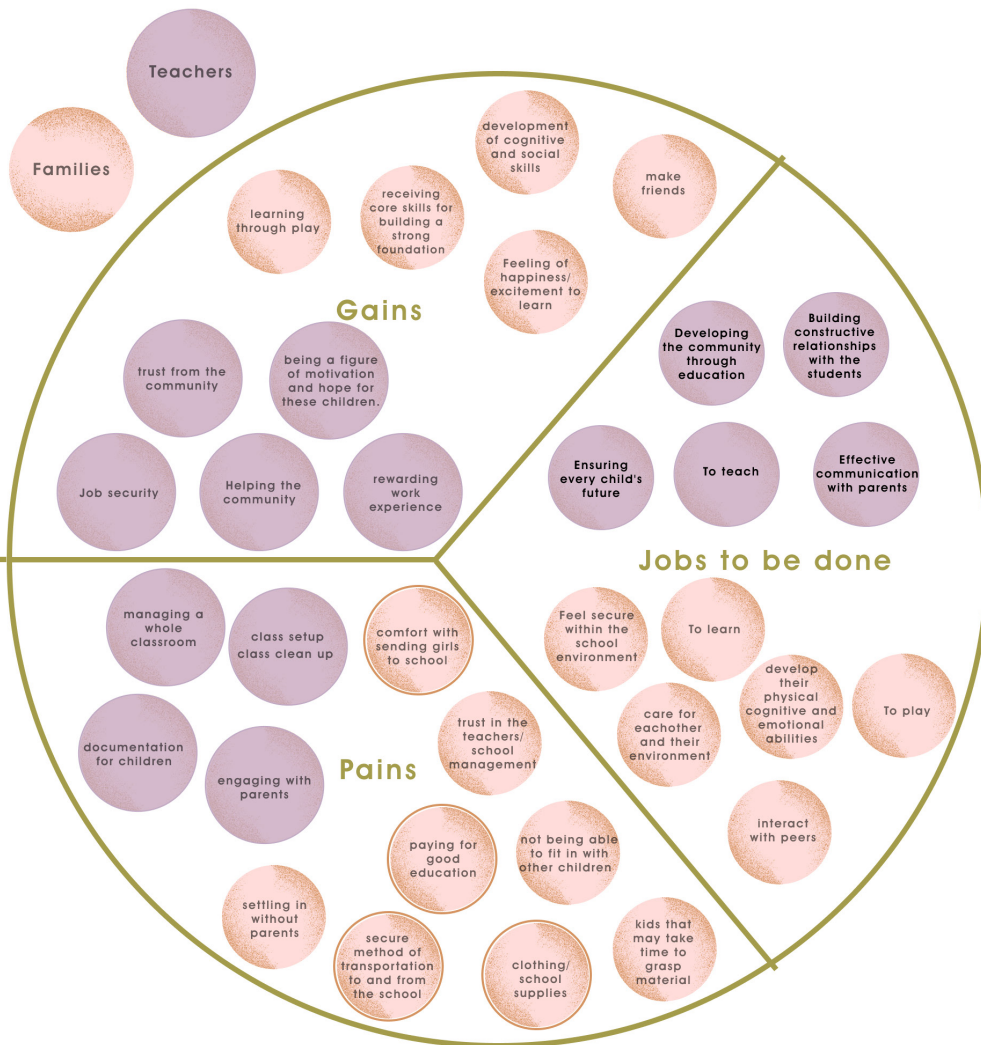 Teachers
Families
development
of cognitive
and social
skills
make
friends
receiving
core skills for
building a
strong
foundation
learning
through play
Feeling of
happiness/
excitement to
learn
Gains
trust from the
community
being a figure
of motivation
and hope for
these children.
Job security
Helping the
community
rewarding
work
experience
Developing
the community
through
education
Building
constructive
relationships
with the
students
Ensuring
every child's
future
To teach
Effective
communication
with parents
Jobs to be done
Feel secure
within the
school
environment
To learn
develop
their
physical
cognitive and
emotional
abilities
To play
care for
eachother
and their
environment
interact
with peers
managing a
whole
classroom
class setup
class clean up
comfort with
sending girls
to school
documentation
for children
engaging with
parents
Pains
trust in the
teachers/
school
management
paying for
good
education
not being able
to fit in with
other children
settling in
without
parents
secure
method of
transportation
to and from
the school
clothing/
school
supplies
kids that
may take
time to
grasp
material